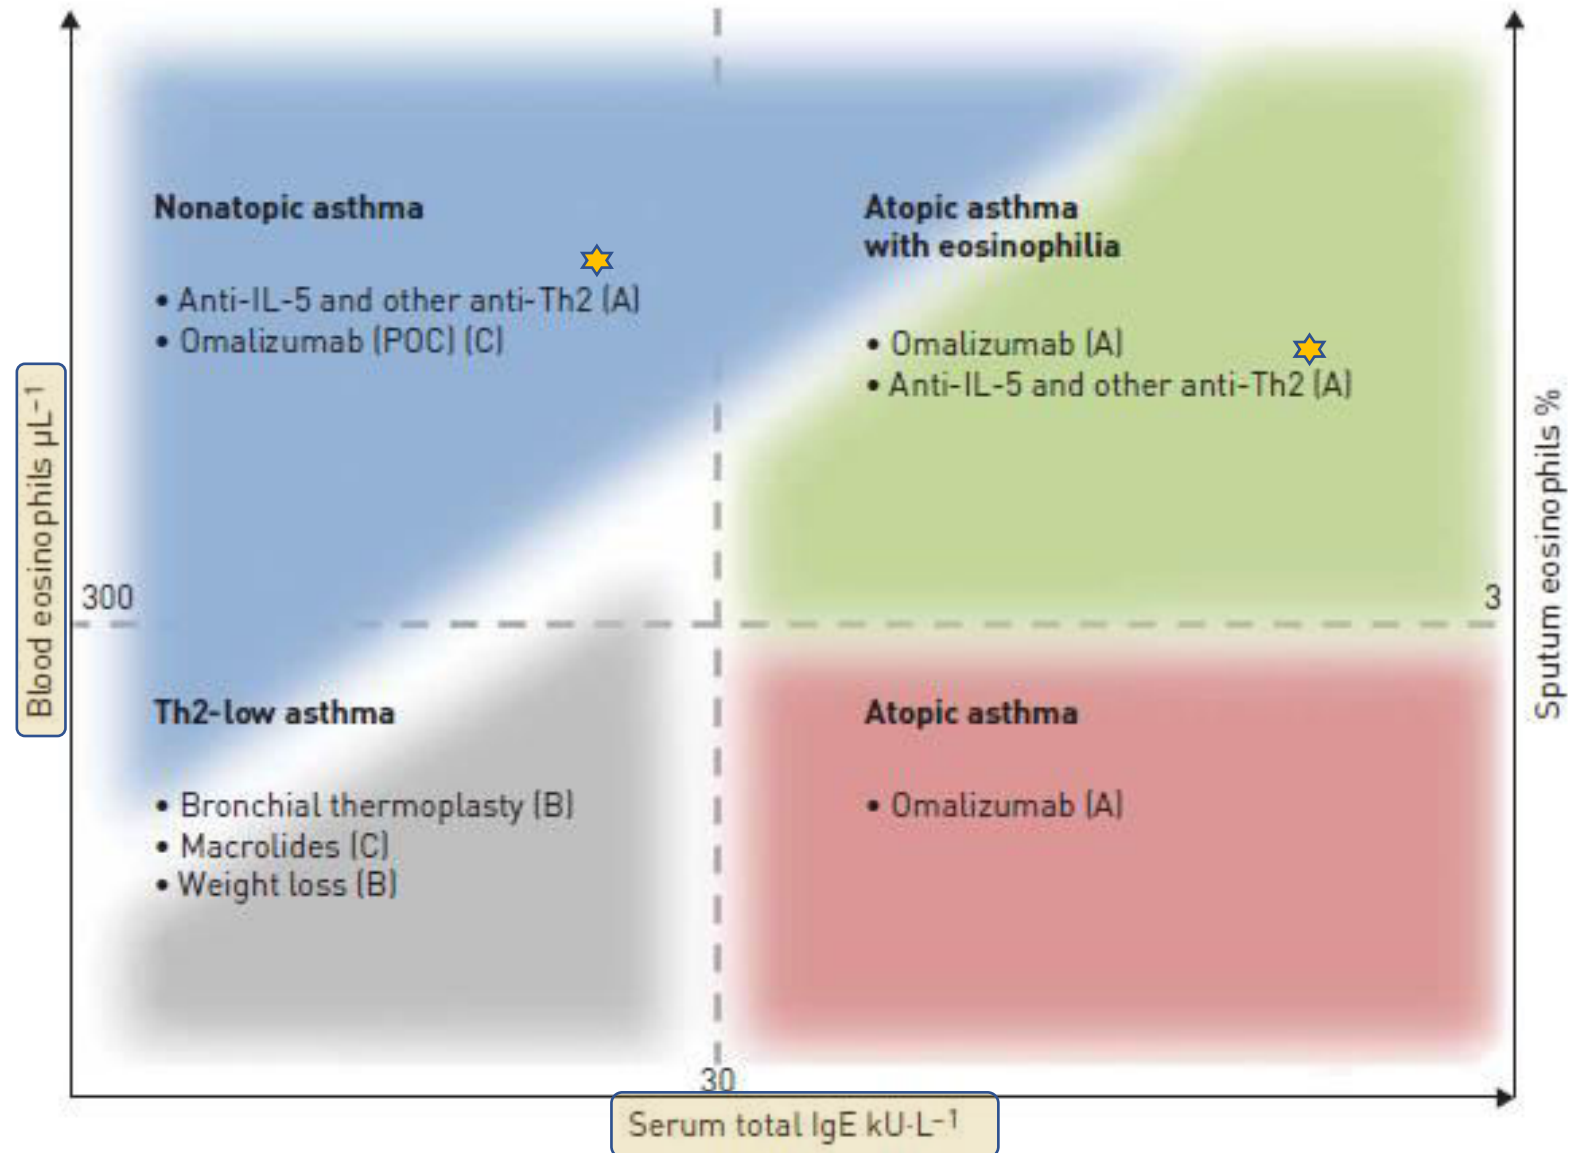 Nonatopic asthma
• Anti-IL-5 and other anti-Th2 (A)
• Omalizumab (POC) (C)
Atopic asthma
with eosinophilia
• Omalizumab (A)
• Anti-IL-5 and other anti-Th2 (A)
Blood eosinophils µL⁻¹
Sputum eosinophils %
300
3
Th2-low asthma
• Bronchial thermoplasty (B)
• Macrolides (C)
• Weight loss (B)
Atopic asthma
• Omalizumab (A)
30
Serum total IgE kU·L⁻¹